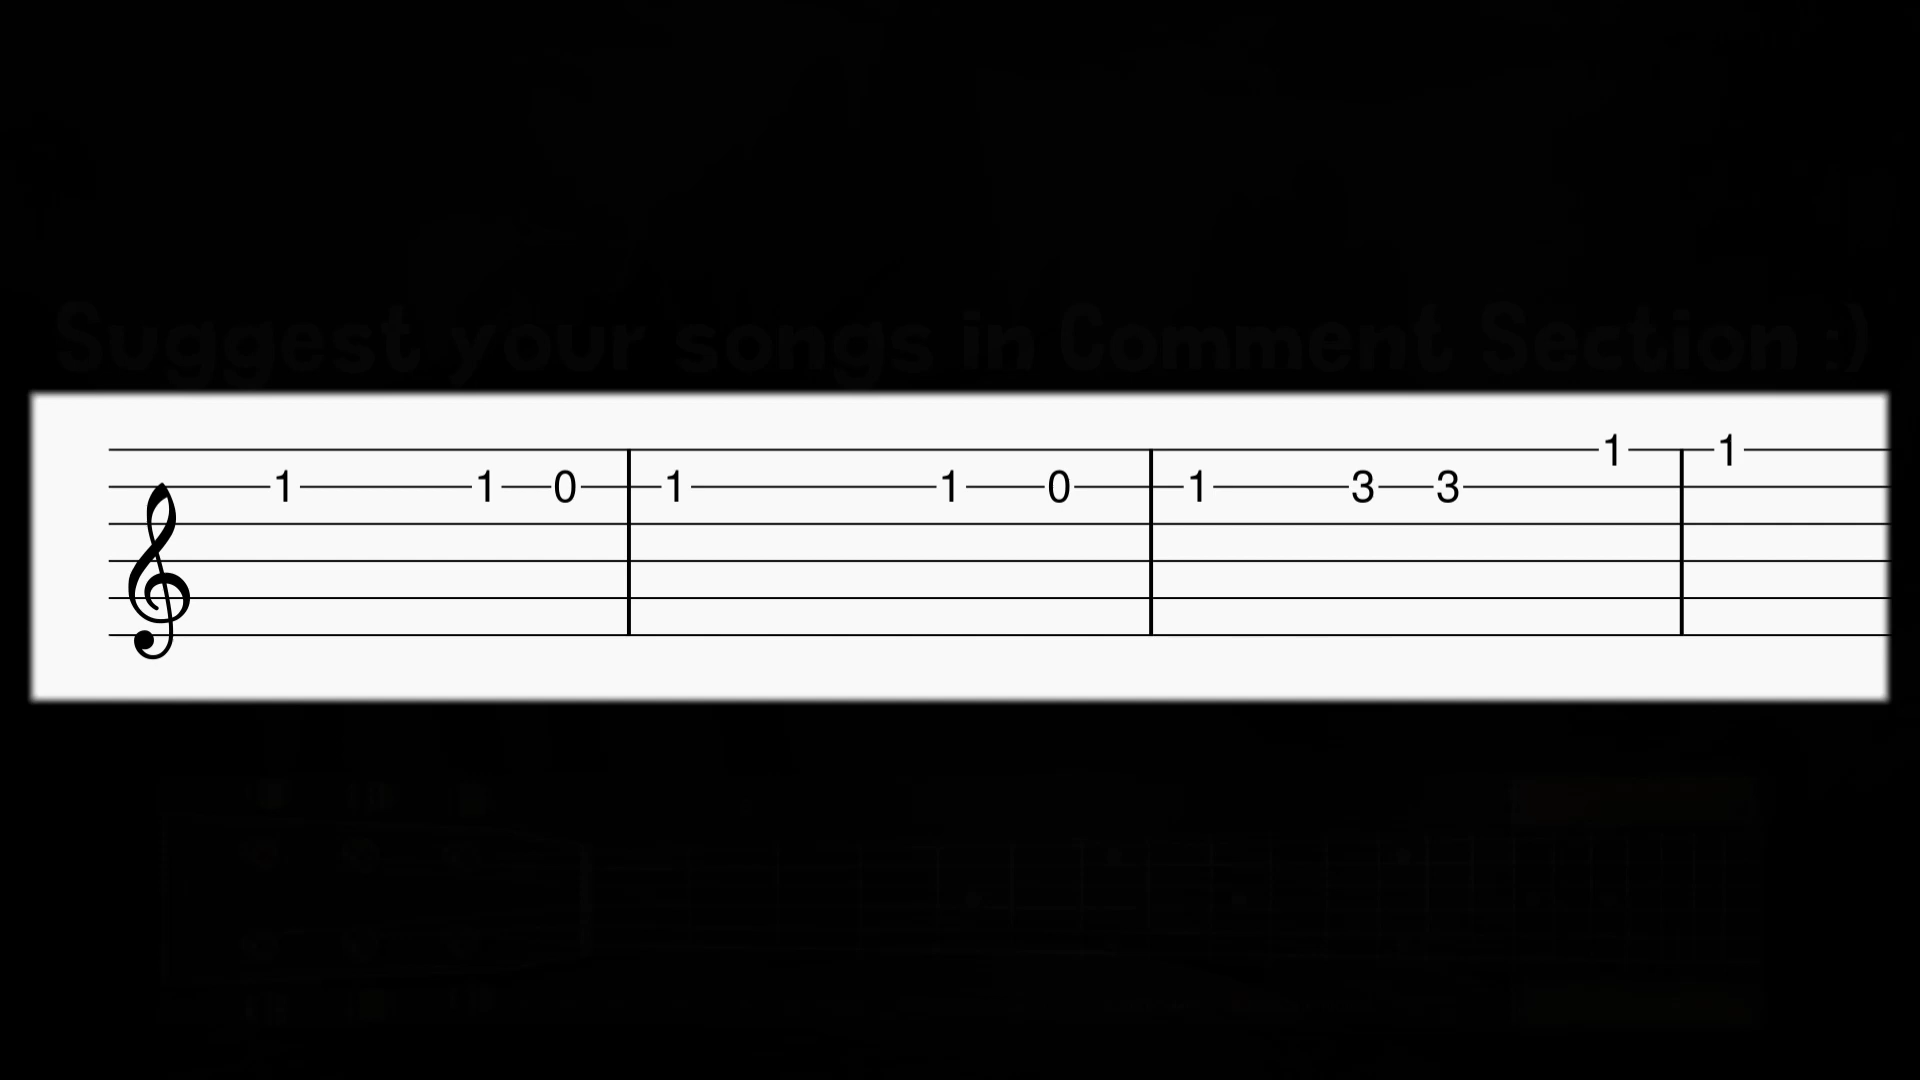 Suggest your songs in Comment Section :)
1 1
1 1 0 1 1 0 1 3 3